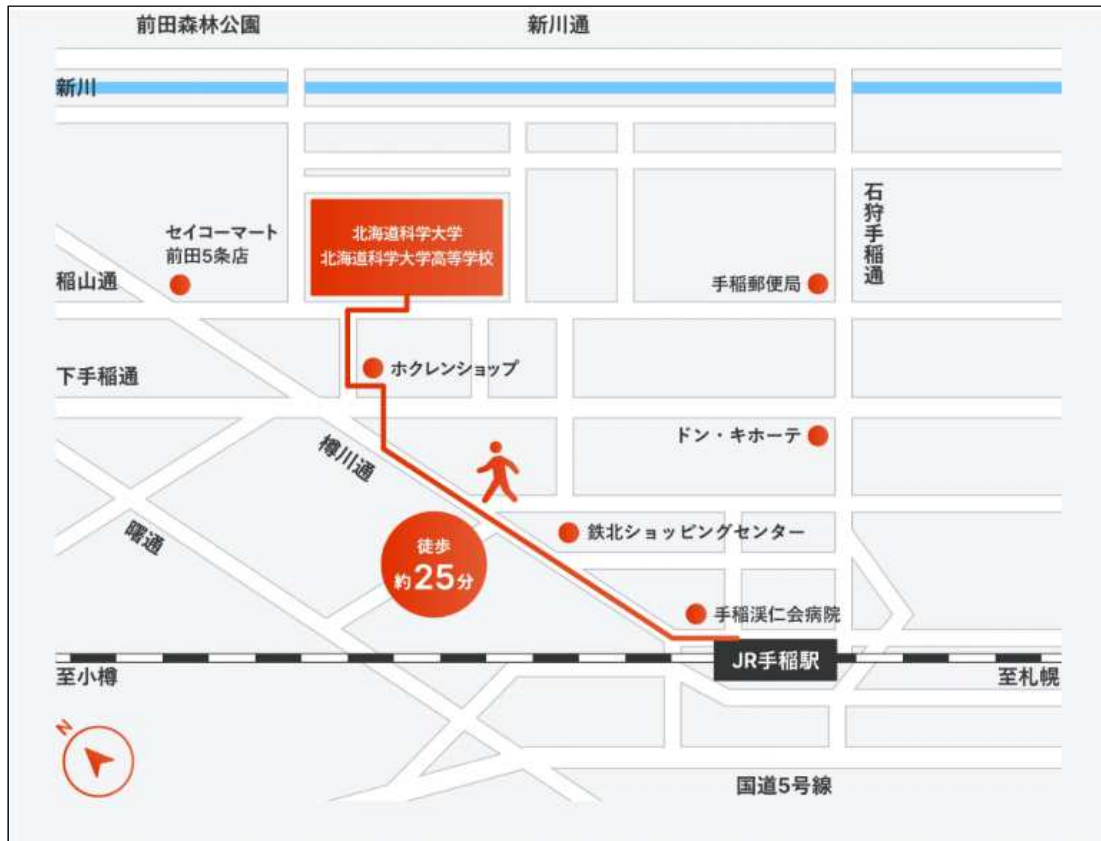 前田森林公園
新川通
新川
石狩手稲通
セイコーマート
前田5条店
北海道科学大学
北海道科学大学高等学校
稲山通
手稲郵便局
下手稲通
ホクレンショップ
ドン・キホーテ
樽川通
曙通
鉄北ショッピングセンター
徒歩
約25分
手稲渓仁会病院
JR手稲駅
至小樽
至札幌
N
国道5号線